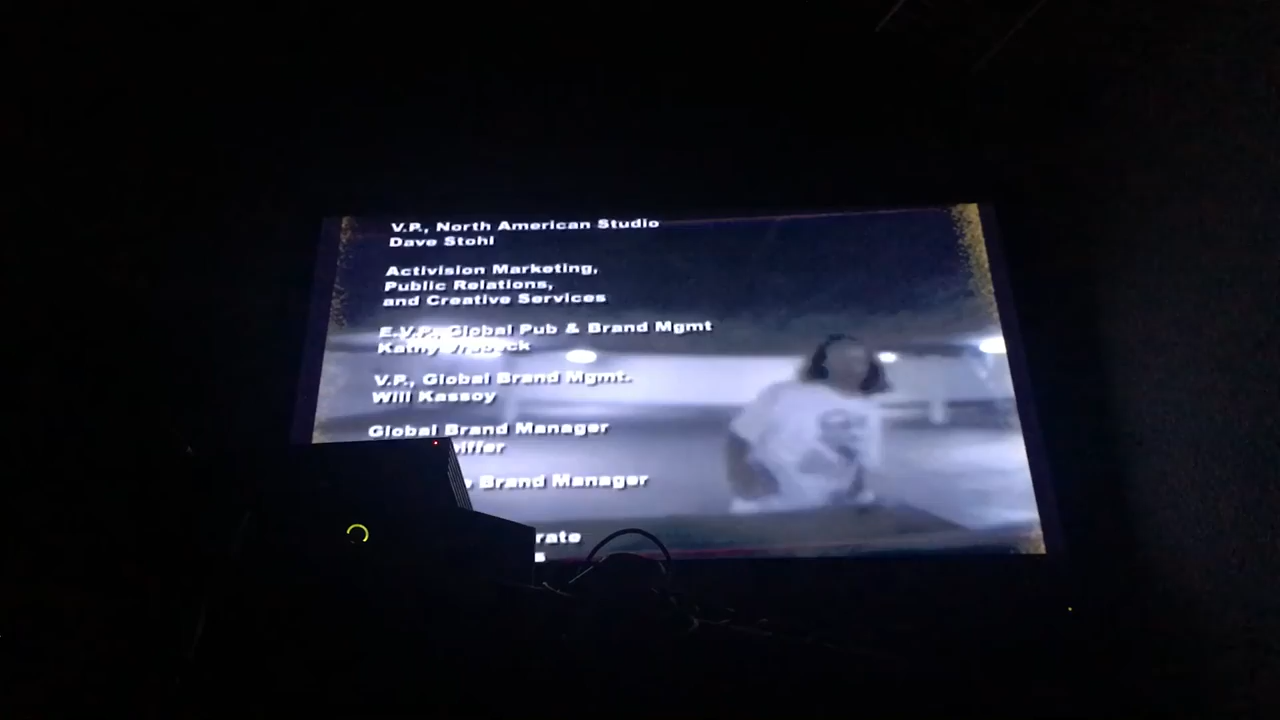 V.P., North American Studio
Dave Stohl
Activision Marketing,
Public Relations,
and Creative Services
E.V.P., Global Pub & Brand Mgmt
Kathy
V.P., Global Brand Mgmt.
Will Kassoy
Global Brand Manager
Brand Manager